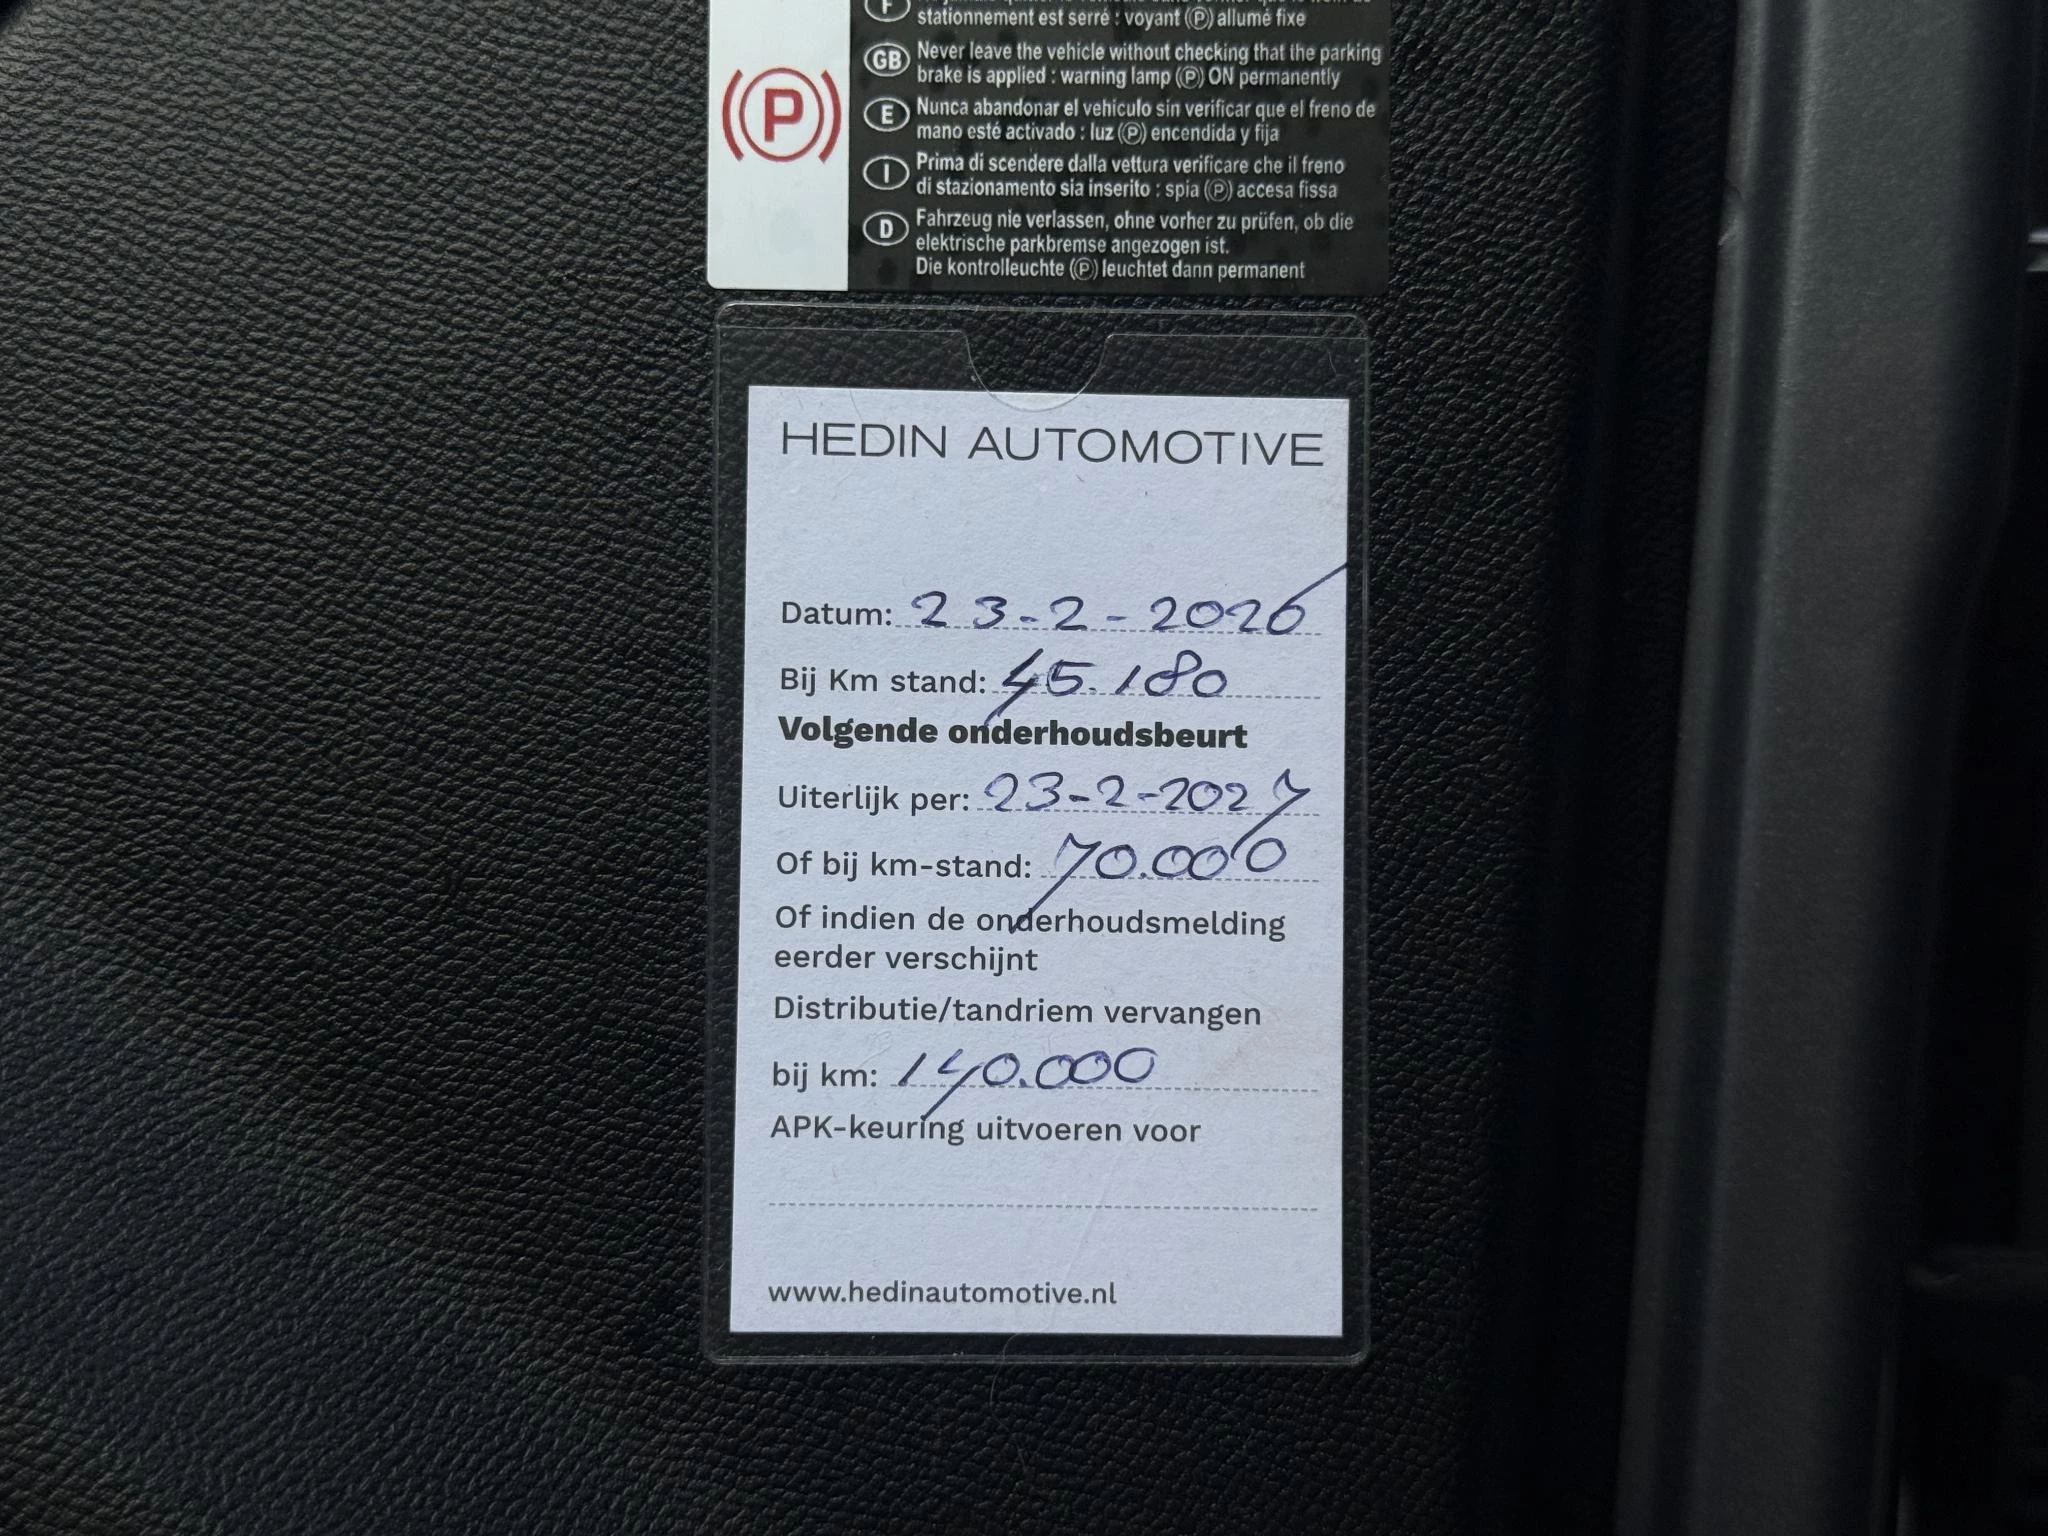 F
stationnement est serré : voyant (P) allumé fixe
GB Never leave the vehicle without checking that the parking
brake is applied : warning lamp (P) ON permanently
E Nunca abandonar el vehiculo sin verificar que el freno de
mano esté activado : luz (P) encendida y fija
I Prima di scendere dalla vettura verificare che il freno
di stazionamento sia inserito : spia (P) accesa fissa
D Fahrzeug nie verlassen, ohne vorher zu prüfen, ob die
elektrische parkbremse angezogen ist.
Die kontrolleuchte (P) leuchtet dann permanent
(P)
HEDIN AUTOMOTIVE
Datum: 23-2-2026
Bij Km stand: 45.180
Volgende onderhoudsbeurt
Uiterlijk per: 23-2-2027
Of bij km-stand: 70.000
Of indien de onderhoudsmelding
eerder verschijnt
Distributie/tandriem vervangen
bij km: 140.000
APK-keuring uitvoeren voor
www.hedinautomotive.nl